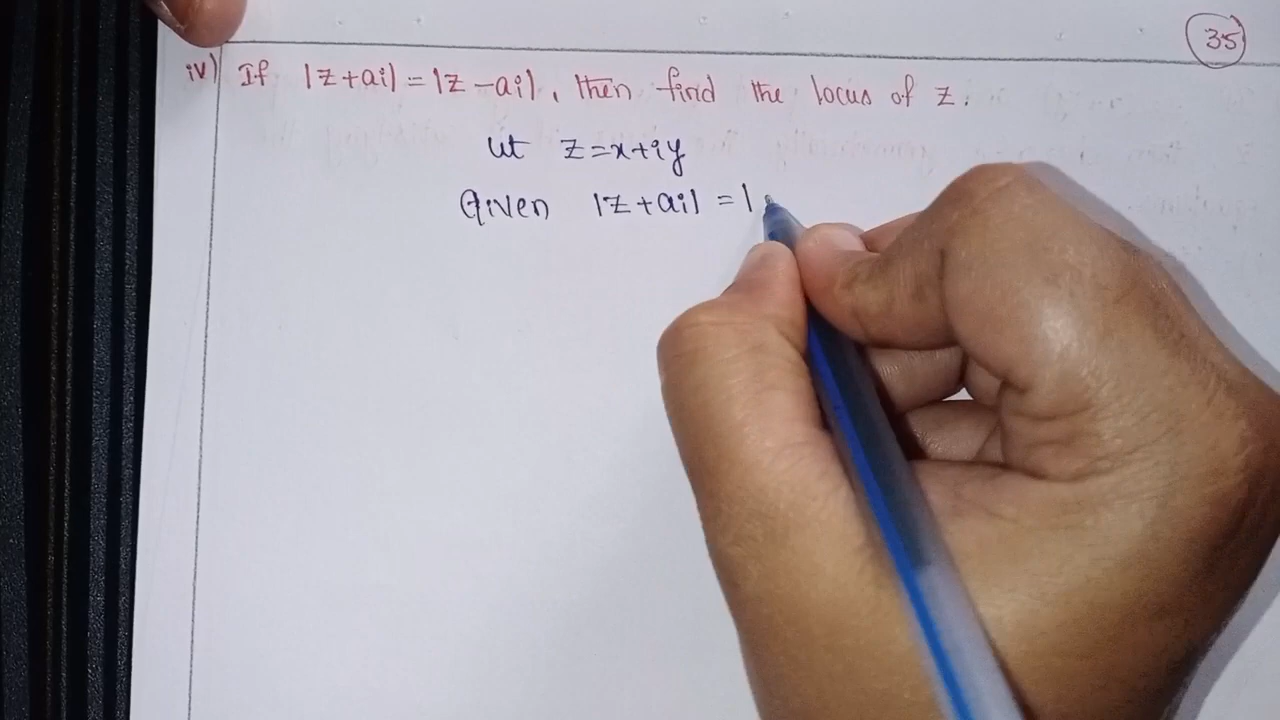 35
iv) If |z+ai| = |z-ai|, then find the locus of z.
let z=x+iy
Given |z+ai| = |